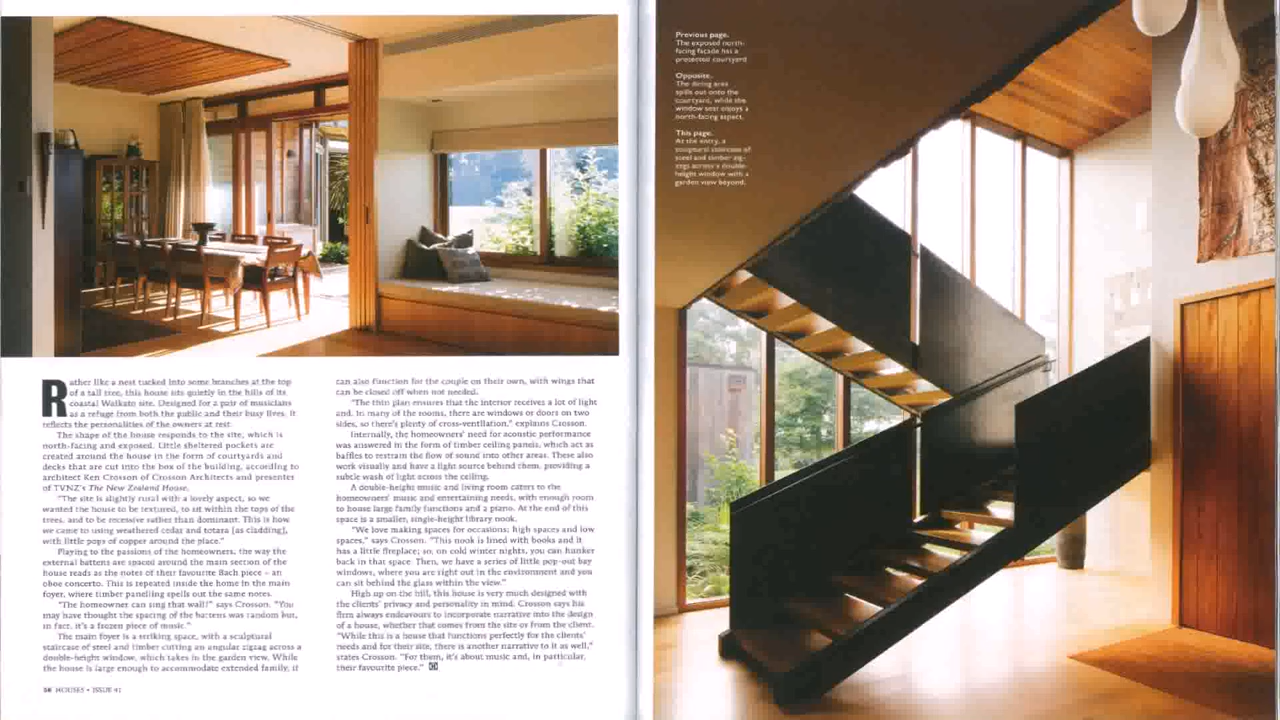 Rather like a nest tucked into some branches at the top
of a tall tree, this house sits quietly in the hills of its
coastal Waikato site. Designed for a pair of musicians
as a refuge from both the public and their busy lives, it
reflects the personalities of the owners at rest.
The shape of the house responds to the site, which is
north-facing and exposed. Little sheltered pockets are
created around the house in the form of courtyards and
decks that are cut into the box of the building, according to
architect Ken Crosson of Crosson Architects and presenter
of TVNZ's The New Zealand House.
"The site is slightly rural with a lovely aspect, so we
wanted the house to be textured, to sit within the tops of the
trees, and to be recessive rather than dominant. This is how
we came to using weathered cedar and totara [as cladding],
with little pops of copper around the place."
Playing to the passions of the homeowners, the way the
external battens are spaced around the main section of the
house reads as the notes of their favourite Bach piece – an
oboe concerto. This is repeated inside the home in the main
foyer, where timber panelling spells out the same notes.
"The homeowner can sing that wall!" says Crosson. "You
may have thought the spacing of the battens was random but,
in fact, it's a frozen piece of music."
The main foyer is a striking space, with a sculptural
staircase of steel and timber cutting an angular zigzag across a
double-height window, which takes in the garden view. While
the house is large enough to accommodate extended family, it
can also function for the couple on their own, with wings that
can be closed off when not needed.
"The thin plan ensures that the interior receives a lot of light
and, in many of the rooms, there are windows or doors on two
sides, so there's plenty of cross-ventilation," explains Crosson.
Internally, the homeowners' need for acoustic performance
was answered in the form of timber ceiling panels, which act as
baffles to restrain the flow of sound into other areas. These also
work visually and have a light source behind them, providing a
subtle wash of light across the ceiling.
A double-height music and living room caters to the
homeowners' music and entertaining needs, with enough room
to house large family functions and a piano. At the end of this
space is a smaller, single-height library nook.
"We love making spaces for occasions; high spaces and low
spaces," says Crosson. "This nook is lined with books and it
has a little fireplace; so, on cold winter nights, you can hunker
back in that space. Then, we have a series of little pop-out bay
windows, where you are right out in the environment and you
can sit behind the glass within the view."
High up on the hill, this house is very much designed with
the clients' privacy and personality in mind. Crosson says his
firm always endeavours to incorporate narrative into the design
of a house, whether that comes from the site or from the client.
"While this is a house that functions perfectly for the clients'
needs and for their site, there is another narrative to it as well,"
states Crosson. "For them, it's about music and, in particular,
their favourite piece." H
58 HOUSES • ISSUE 41
Previous page.
The exposed north-
facing facade has a
protected courtyard
Opposite.
The dining area
spills out onto the
courtyard, while the
window seat enjoys a
north-facing aspect.
This page.
At the entry, a
sculptural staircase of
steel and timber zig-
zags across a double-
height window with a
garden view beyond.